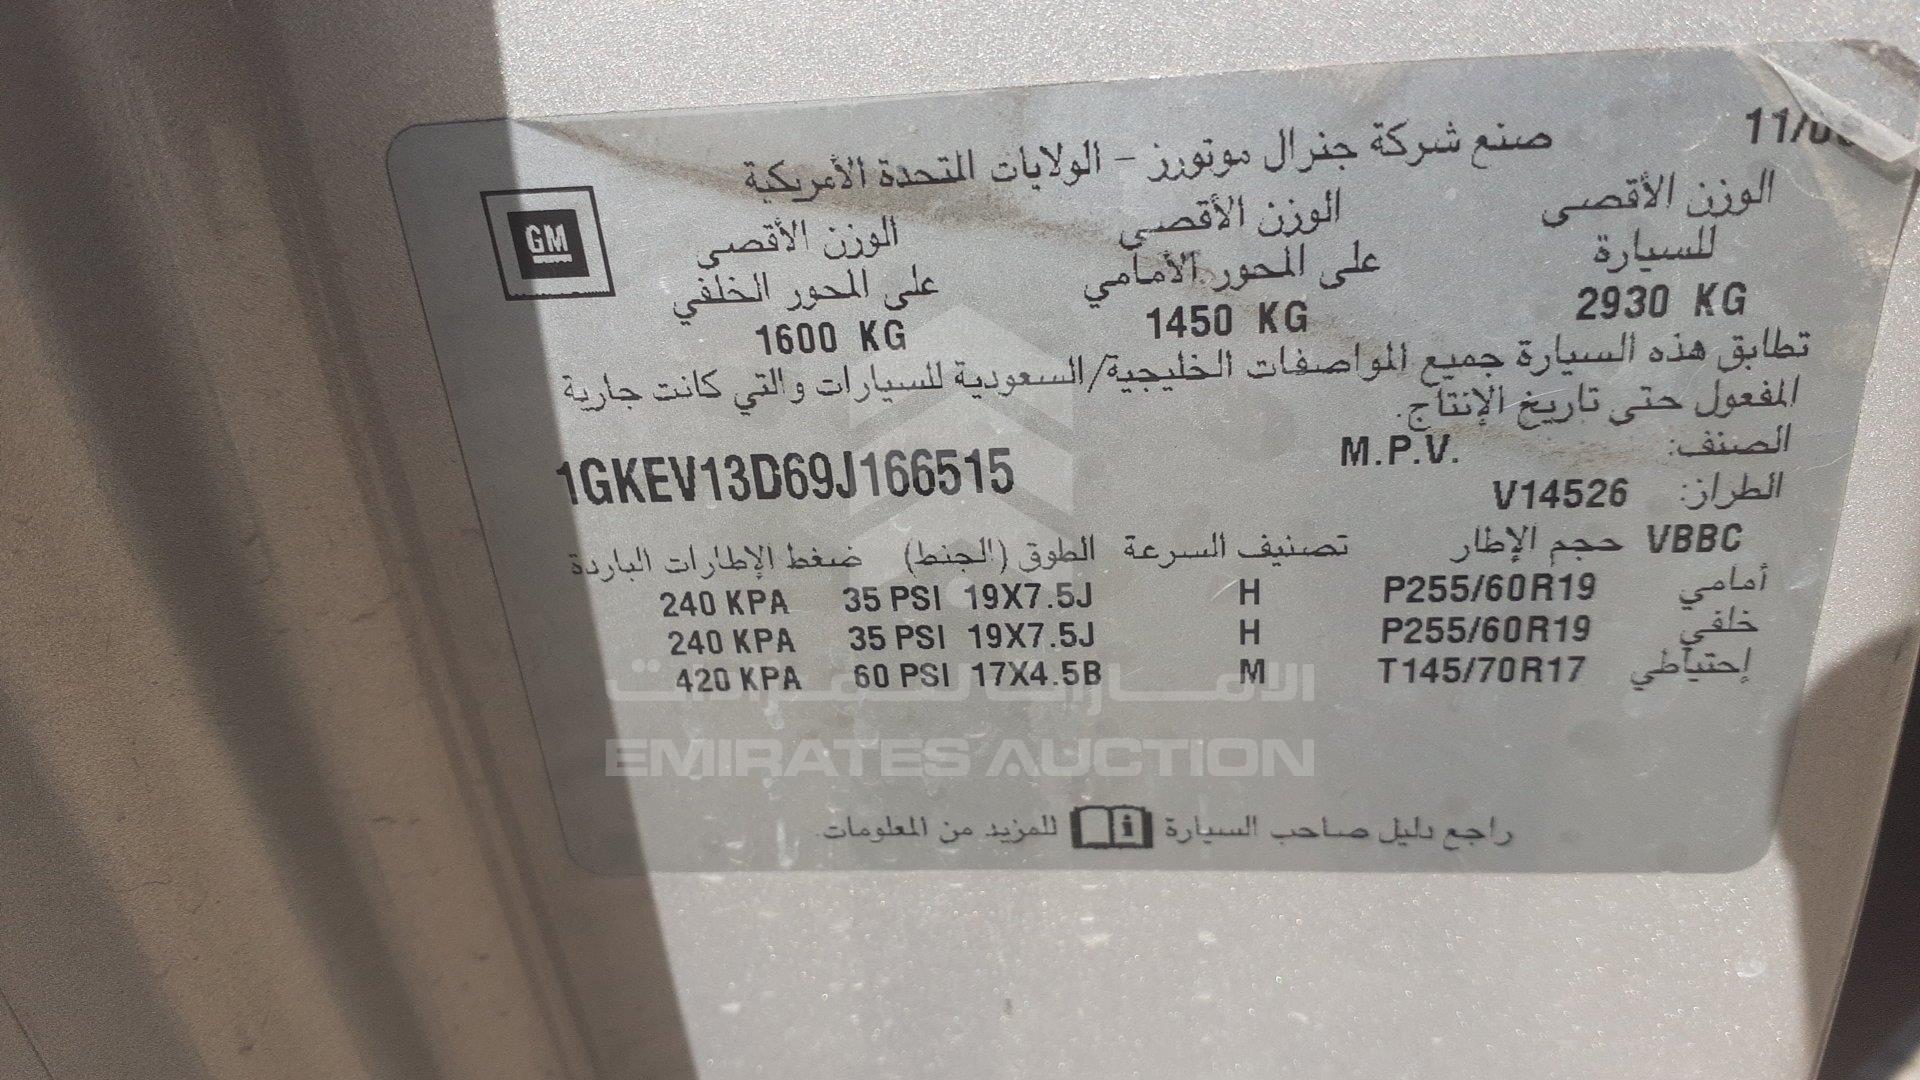 صنع شركة جنرال موتورز - الولايات المتحدة الأمريكية
GM
الوزن الأقصى للسيارة
2930 KG
الوزن الأقصى على المحور الأمامي
1450 KG
الوزن الأقصى على المحور الخلفي
1600 KG
تطابق هذه السيارة جميع المواصفات الخليجية/السعودية للسيارات والتي كانت جارية
المفعول حتى تاريخ الإنتاج.
الصنف: M.P.V.
1GKEV13D69J166515
الطراز: V14526
VBBC حجم الإطار تصنيف السرعة الطوق (الجنط) ضغط الإطارات الباردة
أمامي P255/60R19 H 19X7.5J 35 PSI 240 KPA
خلفي P255/60R19 H 19X7.5J 35 PSI 240 KPA
إحتياطي T145/70R17 M 17X4.5B 60 PSI 420 KPA
الإمارات للمزادات
EMIRATES AUCTION
راجع دليل صاحب السيارة للمزيد من المعلومات.